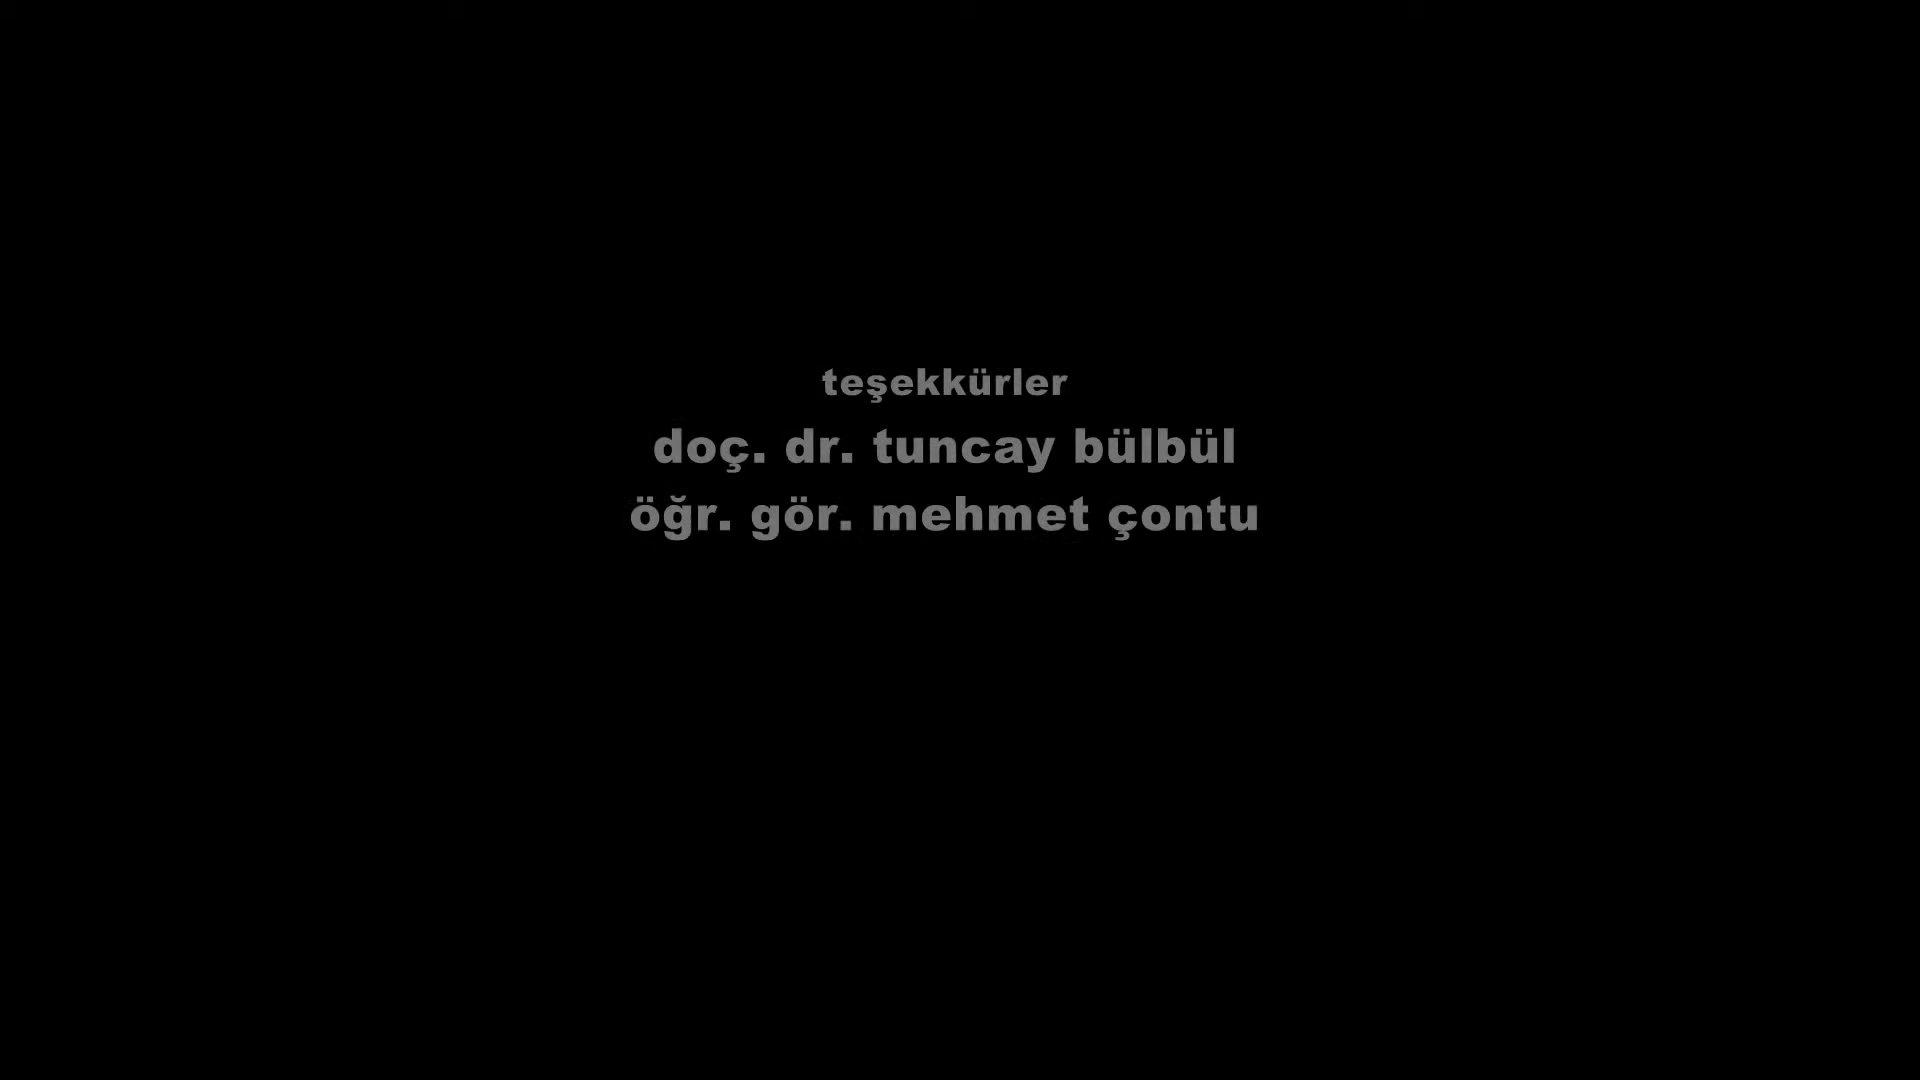 teşekkürler
doç. dr. tuncay bülbül
öğr. gör. mehmet çontu